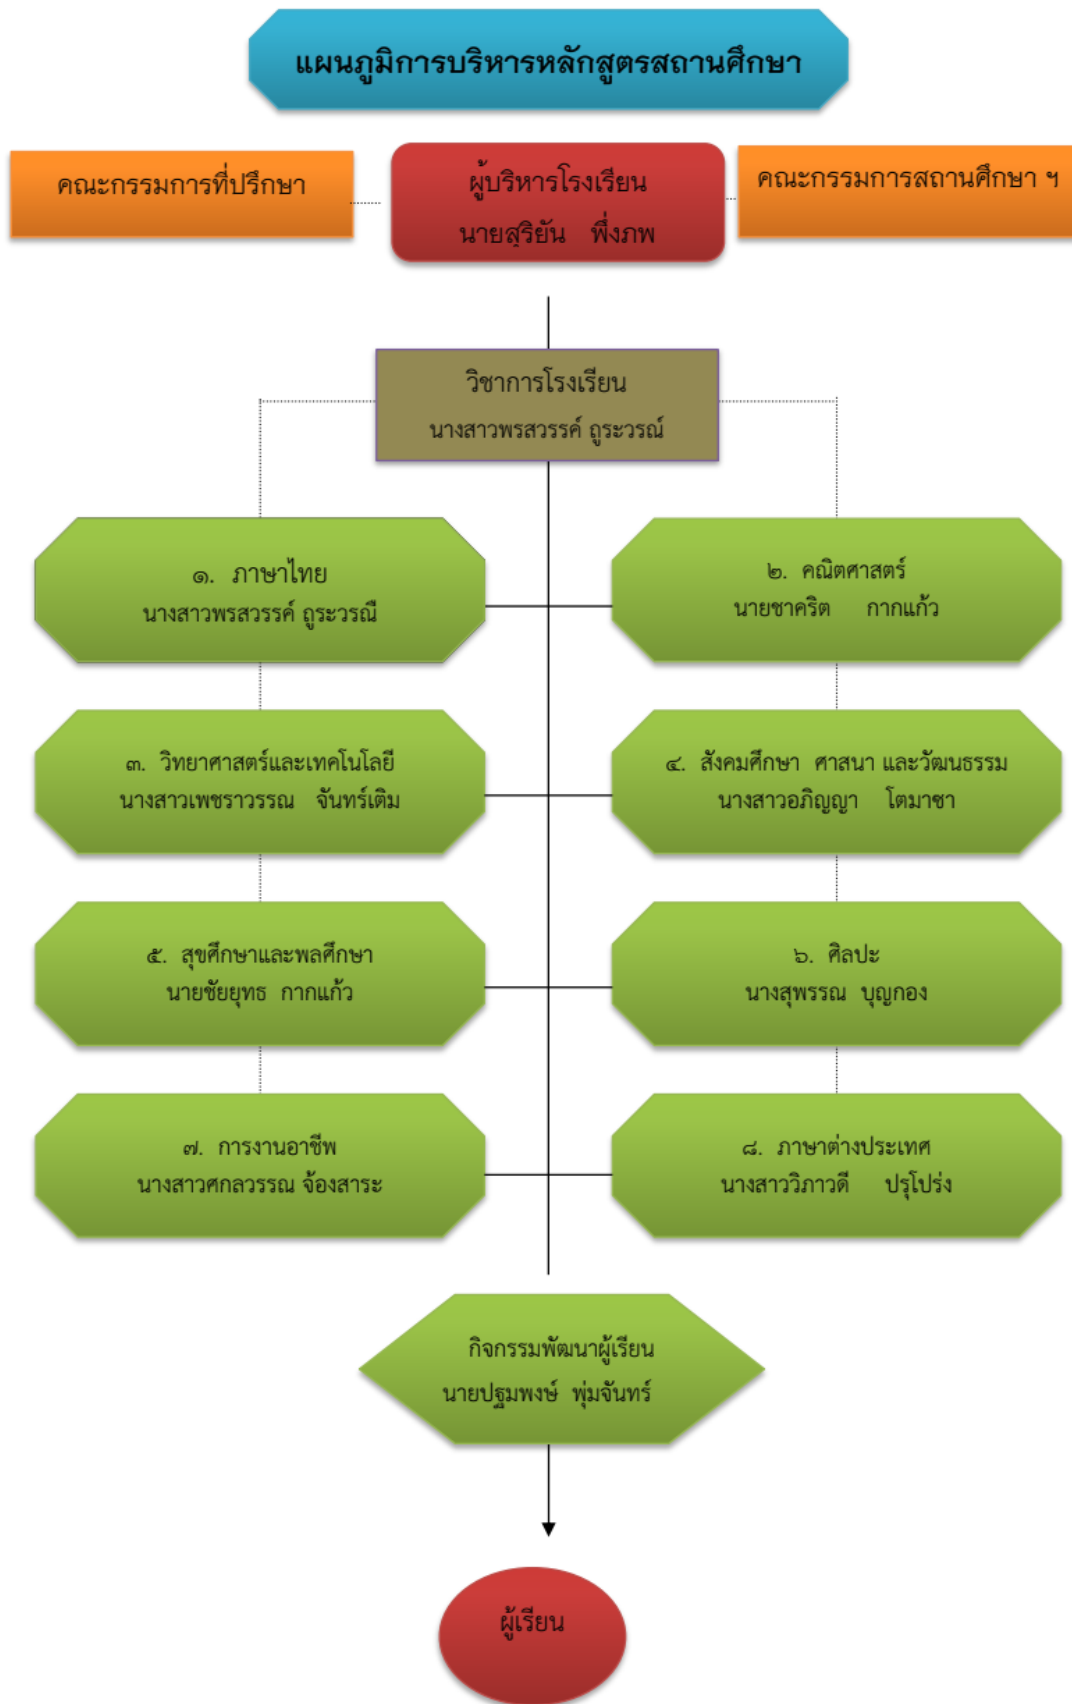 แผนภูมิการบริหารหลักสูตรสถานศึกษา
คณะกรรมการที่ปรึกษา
ผู้บริหารโรงเรียน
นายสุริยัน พึ่งภพ
คณะกรรมการสถานศึกษา ฯ
วิชาการโรงเรียน
นางสาวพรสวรรค์ ถูระวรณ์
๑. ภาษาไทย
นางสาวพรสวรรค์ ถูระวรณื
๒. คณิตศาสตร์
นายชาคริต กากแก้ว
๓. วิทยาศาสตร์และเทคโนโลยี
นางสาวเพชราวรรณ จันทร์เติม
๔. สังคมศึกษา ศาสนา และวัฒนธรรม
นางสาวอภิญญา โตมาซา
๕. สุขศึกษาและพลศึกษา
นายชัยยุทธ กากแก้ว
๖. ศิลปะ
นางสุพรรณ บุญกอง
๗. การงานอาชีพ
นางสาวศกลวรรณ จ้องสาระ
๘. ภาษาต่างประเทศ
นางสาววิภาวดี ปรุโปร่ง
กิจกรรมพัฒนาผู้เรียน
นายปฐมพงษ์ พุ่มจันทร์
ผู้เรียน